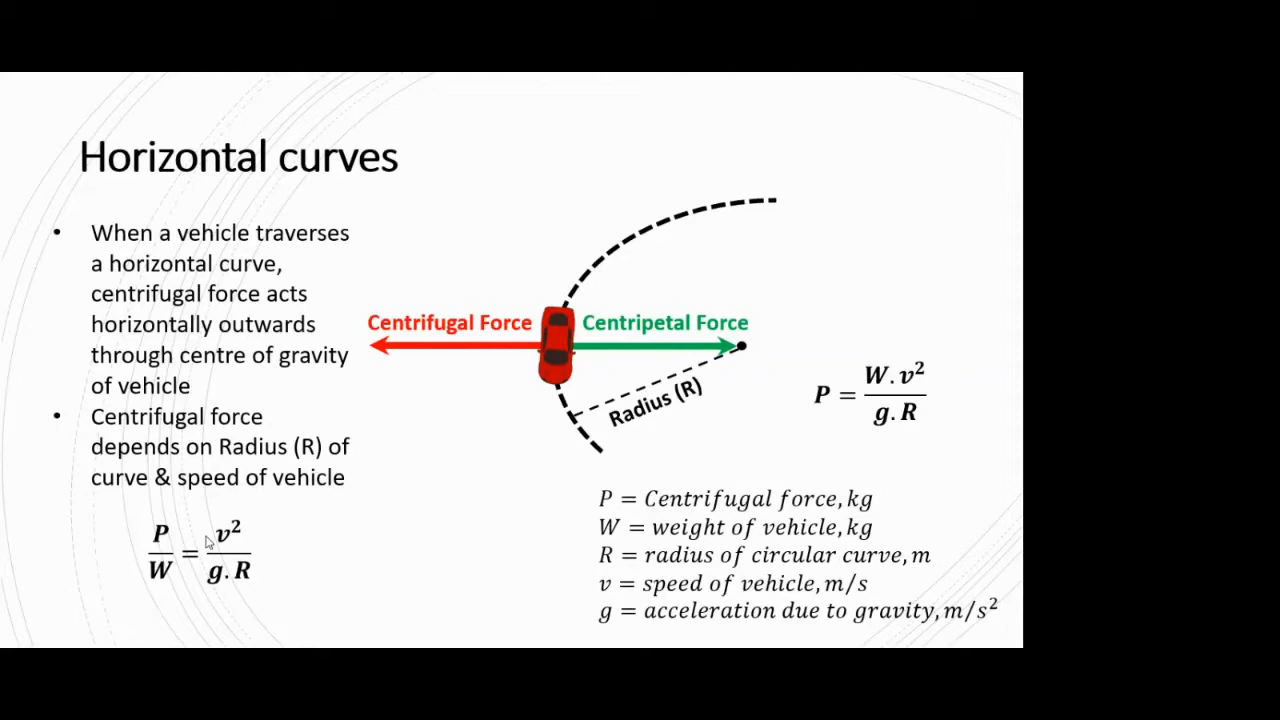 Horizontal curves
• When a vehicle traverses
a horizontal curve,
centrifugal force acts
horizontally outwards
through centre of gravity
of vehicle
• Centrifugal force
depends on Radius (R) of
curve & speed of vehicle
P/W = v²/g.R
Centrifugal Force
Centripetal Force
Radius (R)
P = W.v²/g.R
P = Centrifugal force, kg
W = weight of vehicle, kg
R = radius of circular curve, m
v = speed of vehicle, m/s
g = acceleration due to gravity, m/s²